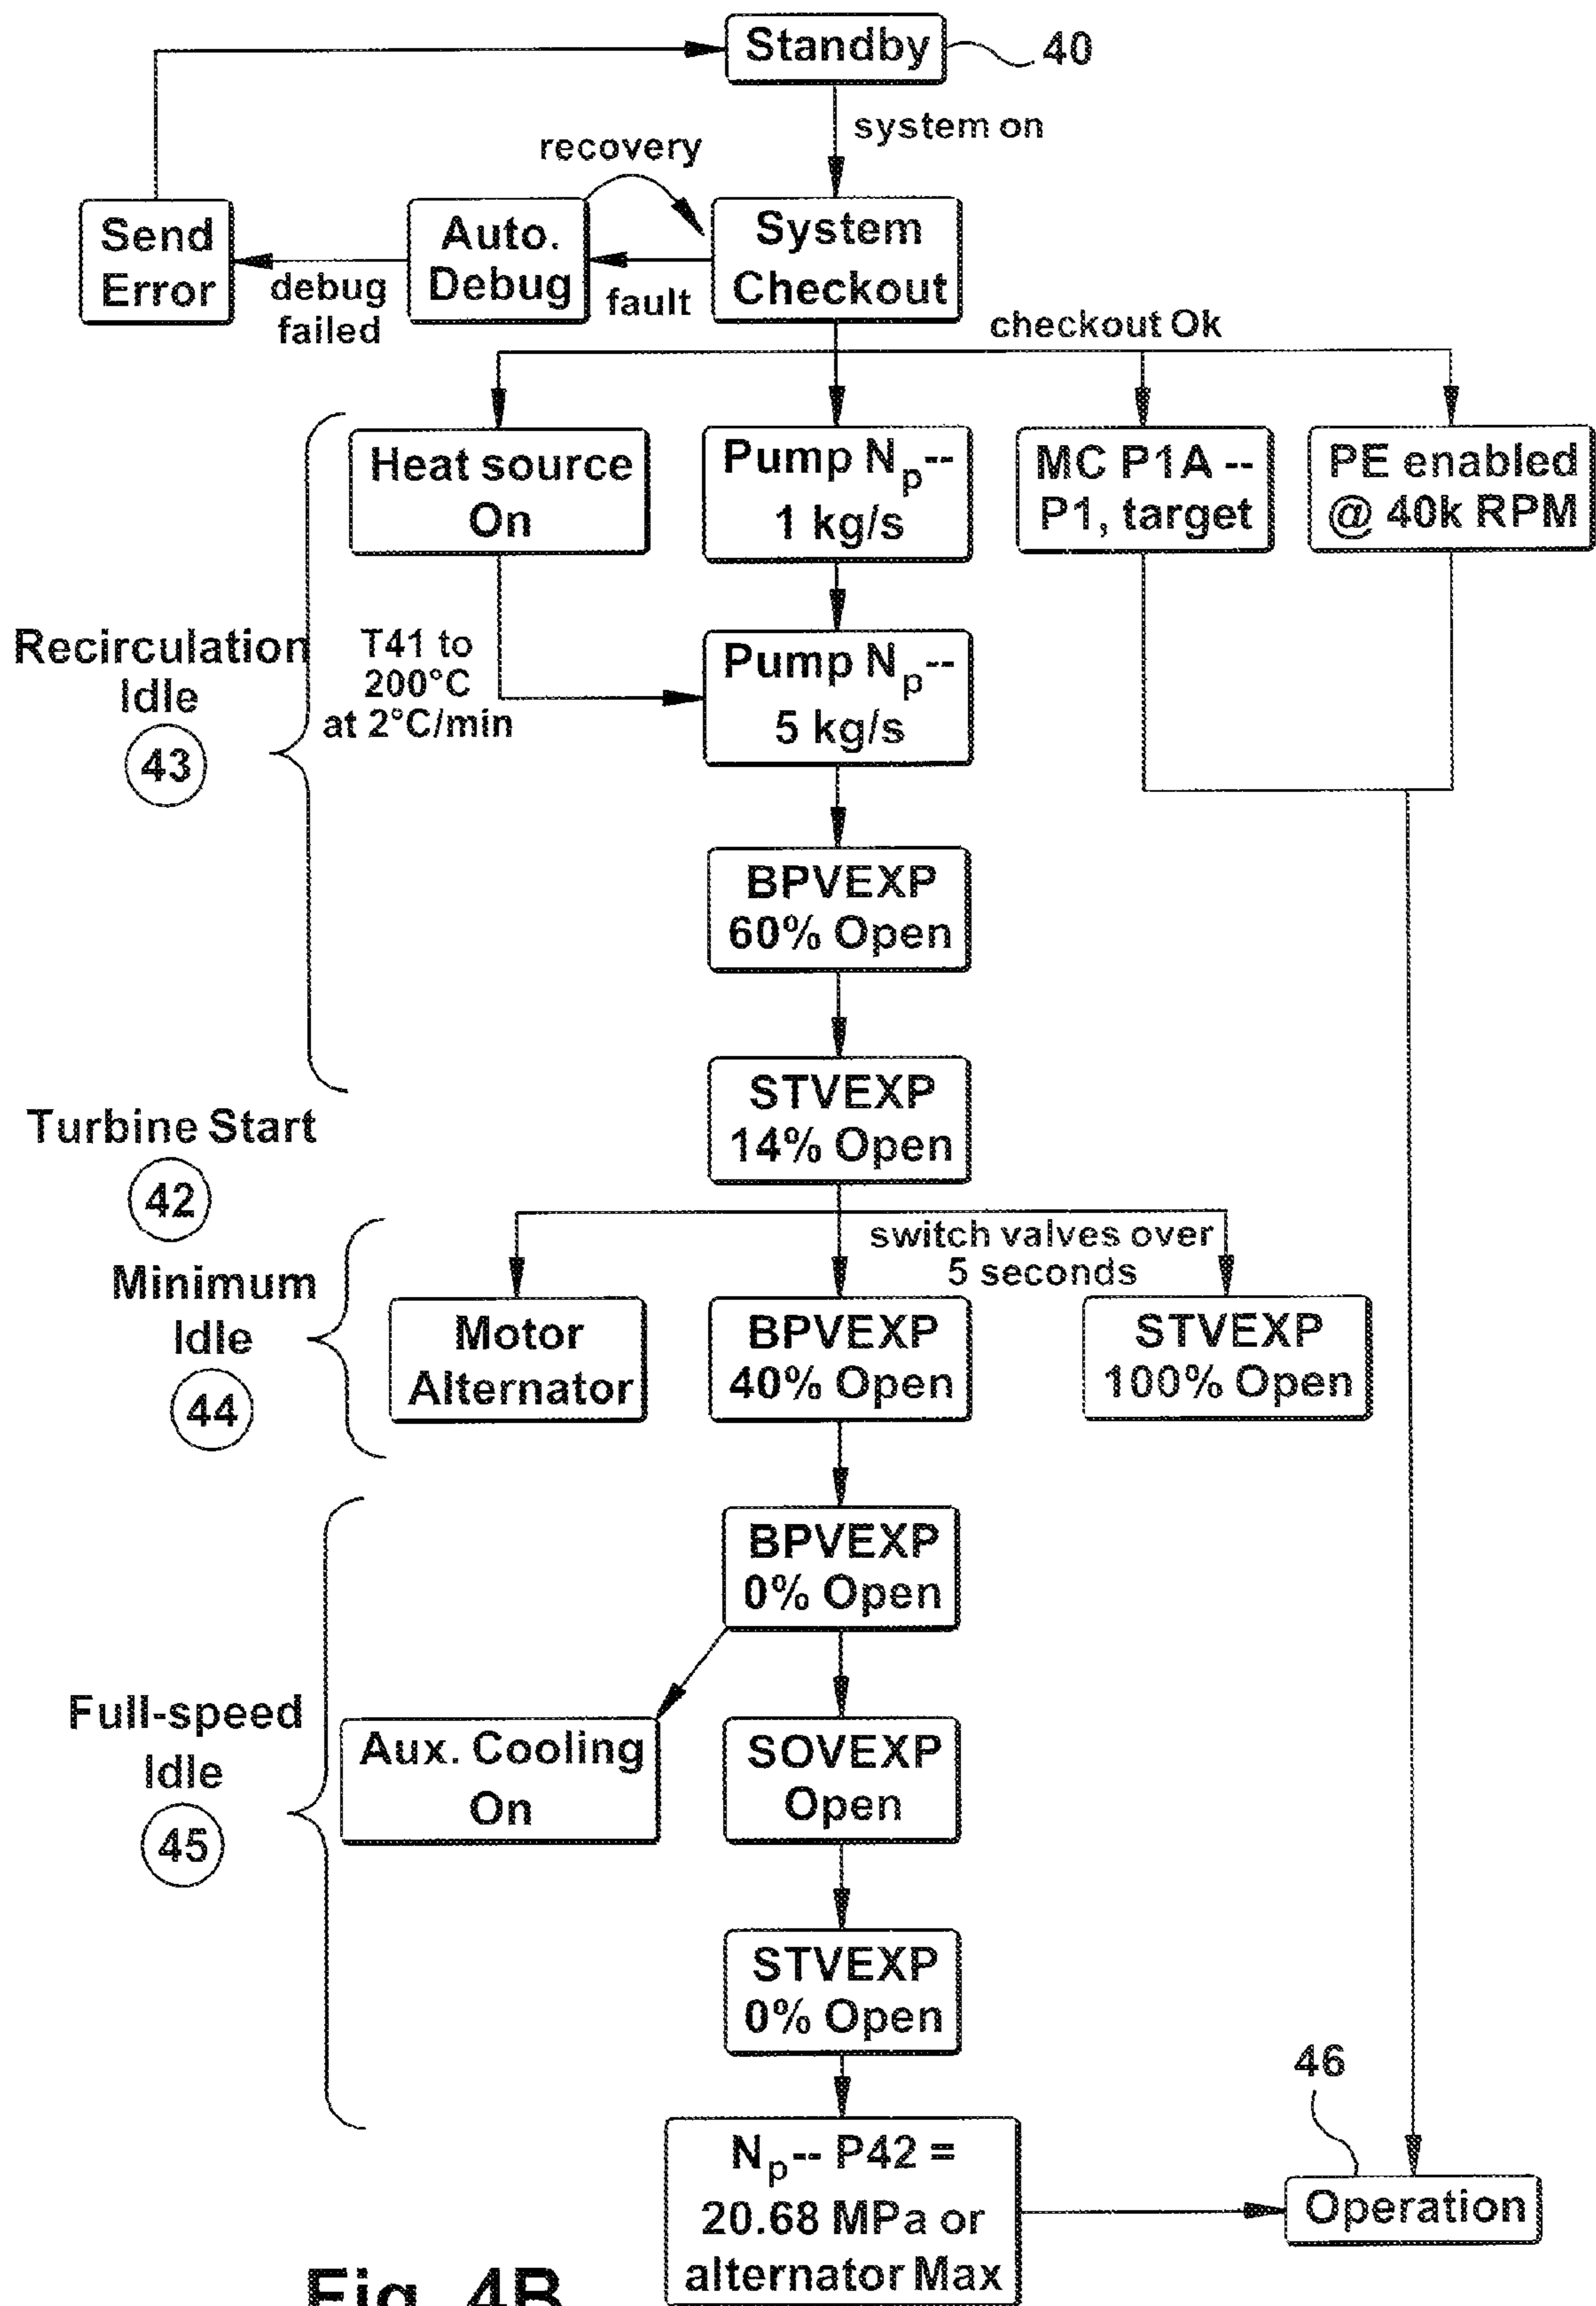 Standby
40
system on
recovery
Send
Error
debug
failed
Auto.
Debug
fault
System
Checkout
checkout Ok
Heat source
On
Pump Np--
1 kg/s
MC P1A --
P1, target
PE enabled
@ 40k RPM
Recirculation
Idle
43
T41 to
200°C
at 2°C/min
Pump Np--
5 kg/s
BPVEXP
60% Open
STVEXP
14% Open
Turbine Start
42
switch valves over
5 seconds
Minimum
Idle
44
Motor
Alternator
BPVEXP
40% Open
STVEXP
100% Open
BPVEXP
0% Open
Full-speed
Idle
45
Aux. Cooling
On
SOVEXP
Open
STVEXP
0% Open
46
Np-- P42 =
20.68 MPa or
alternator Max
Operation
Fig. 4B